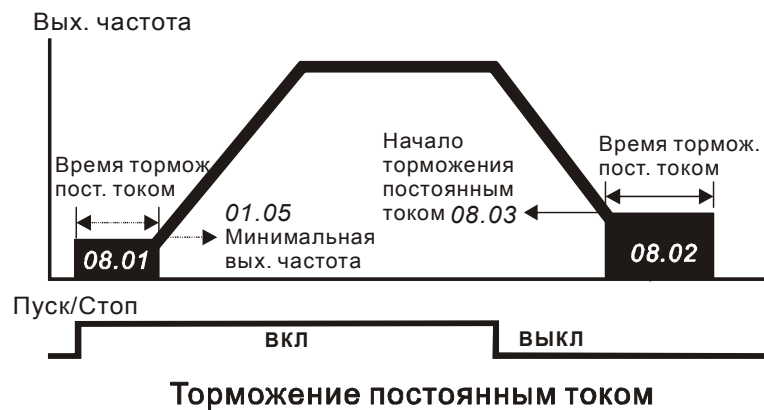 Вых. частота
Время тормож.
пост. током
08.01
01.05
Минимальная
вых. частота
Начало
торможения
постоянным
током 08.03
Время тормож.
пост. током
08.02
Пуск/Стоп
ВКЛ
ВЫКЛ
Торможение постоянным током